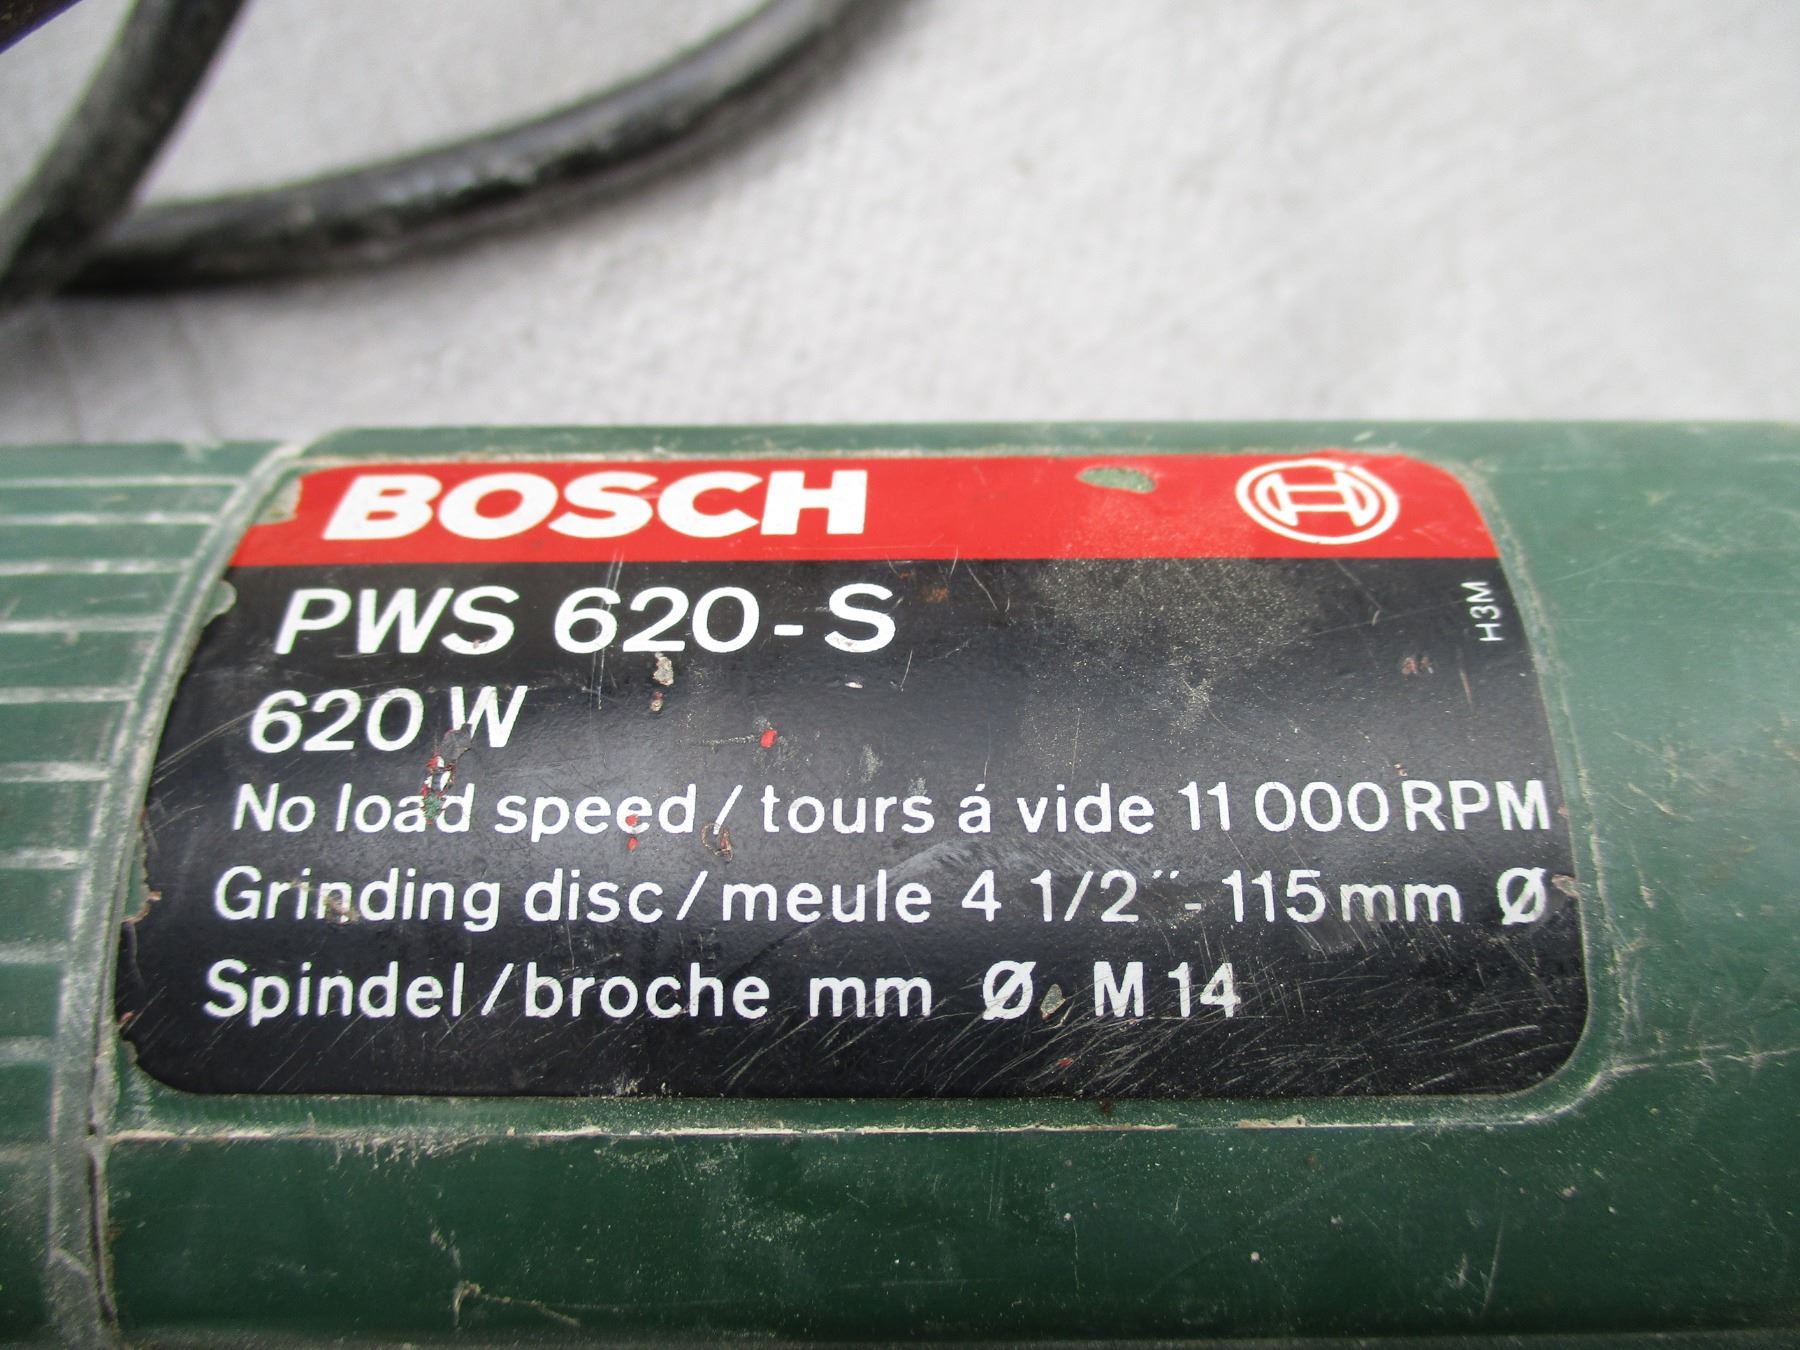 BOSCH
PWS 620-S
H3M
620 W
No load speed / tours á vide 11 000 RPM
Grinding disc / meule 4 1/2″ - 115 mm Ø
Spindel / broche mm Ø M 14